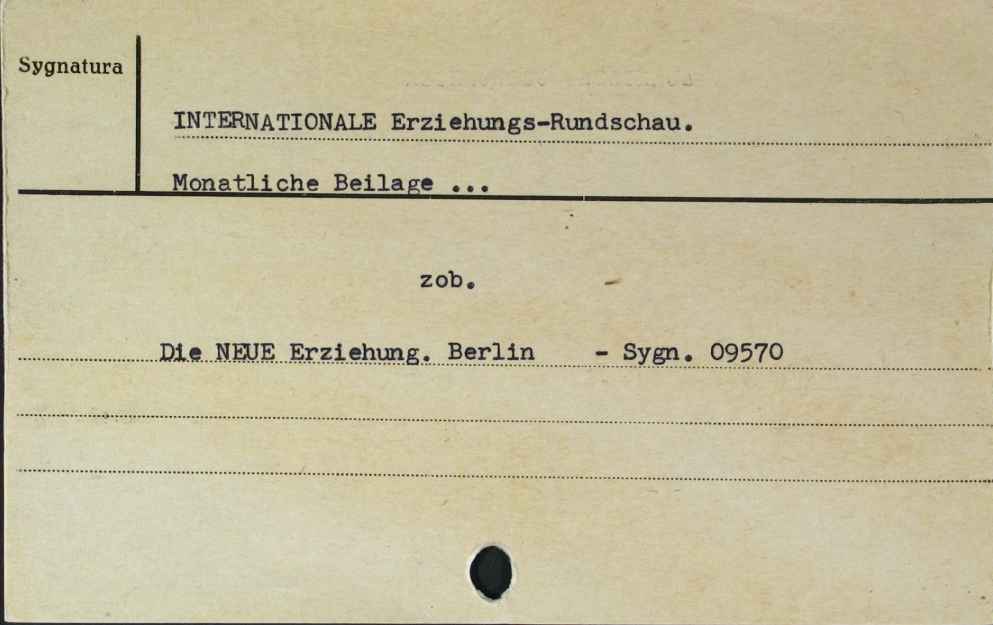 Sygnatura
INTERNATIONALE Erziehungs-Rundschau.
Monatliche Beilage ...
zob.
Die NEUE Erziehung. Berlin - Sygn. 09570